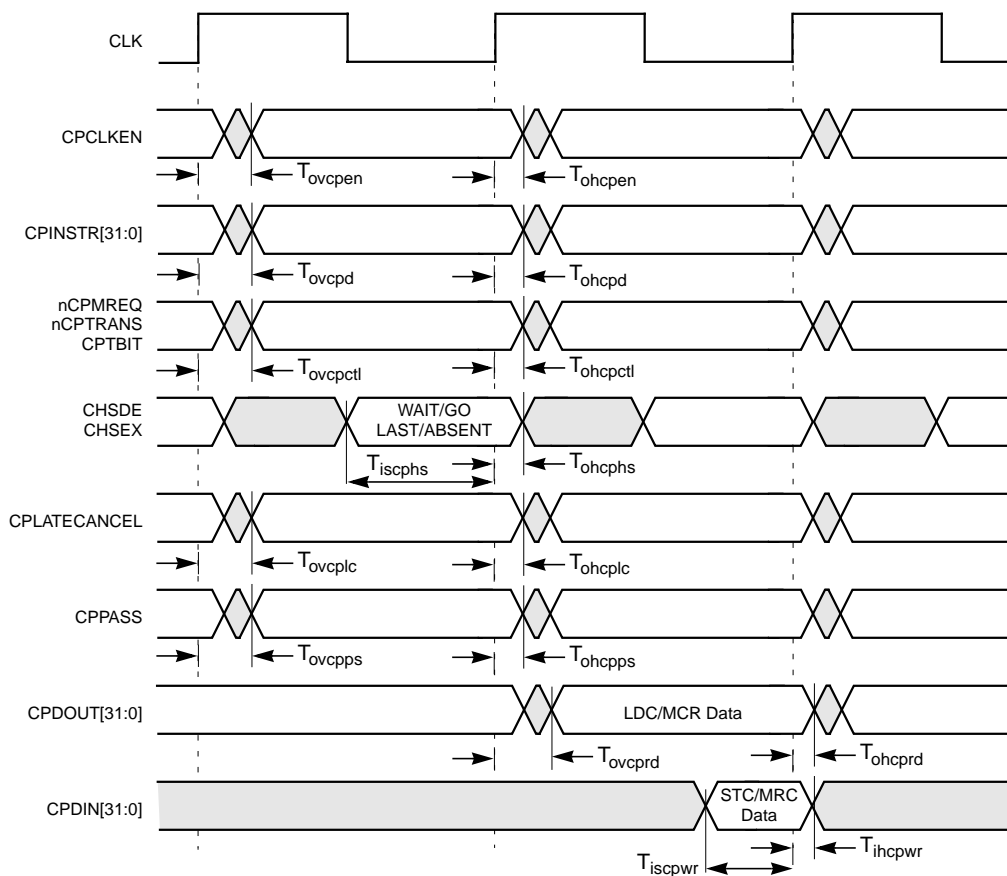 CLK
CPCLKEN
Tovcpen
Tohcpen
CPINSTR[31:0]
Tovcpd
Tohcpd
nCPMREQ
nCPTRANS
CPTBIT
Tovcpctl
Tohcpctl
CHSDE
CHSEX
WAIT/GO
LAST/ABSENT
Tiscphs
Tohcphs
CPLATECANCEL
Tovcplc
Tohcplc
CPPASS
Tovcpps
Tohcpps
CPDOUT[31:0]
LDC/MCR Data
Tovcprd
Tohcprd
CPDIN[31:0]
STC/MRC
Data
Tiscpwr
Tihcpwr